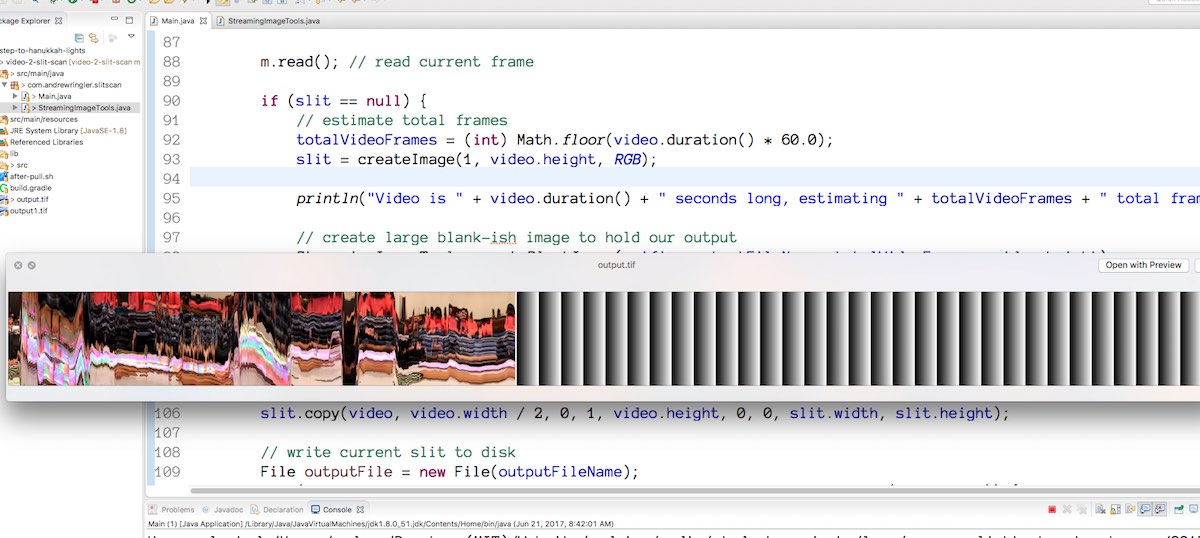 ckage Explorer
Main.java
StreamingImageTools.java
step-to-hanukkah-lights
> video-2-slit-scan [video-2-slit-scan m
> src/main/java
> com.andrewringler.slitscan
> Main.java
> StreamingImageTools.java
src/main/resources
JRE System Library [JavaSE-1.8]
Referenced Libraries
lib
> src
after-pull.sh
build.gradle
> output.tif
output1.tif
87
88 m.read(); // read current frame
89
90 if (slit == null) {
91 // estimate total frames
92 totalVideoFrames = (int) Math.floor(video.duration() * 60.0);
93 slit = createImage(1, video.height, RGB);
94
95 println("Video is " + video.duration() + " seconds long, estimating " + totalVideoFrames + " total fram
96
97 // create large blank-ish image to hold our output
output.tif
Open with Preview
106 slit.copy(video, video.width / 2, 0, 1, video.height, 0, 0, slit.width, slit.height);
107
108 // write current slit to disk
109 File outputFile = new File(outputFileName);
Problems
Javadoc
Declaration
Console
Main (1) [Java Application] /Library/Java/JavaVirtualMachines/jdk1.8.0_51.jdk/Contents/Home/bin/java (Jun 21, 2017, 8:42:01 AM)